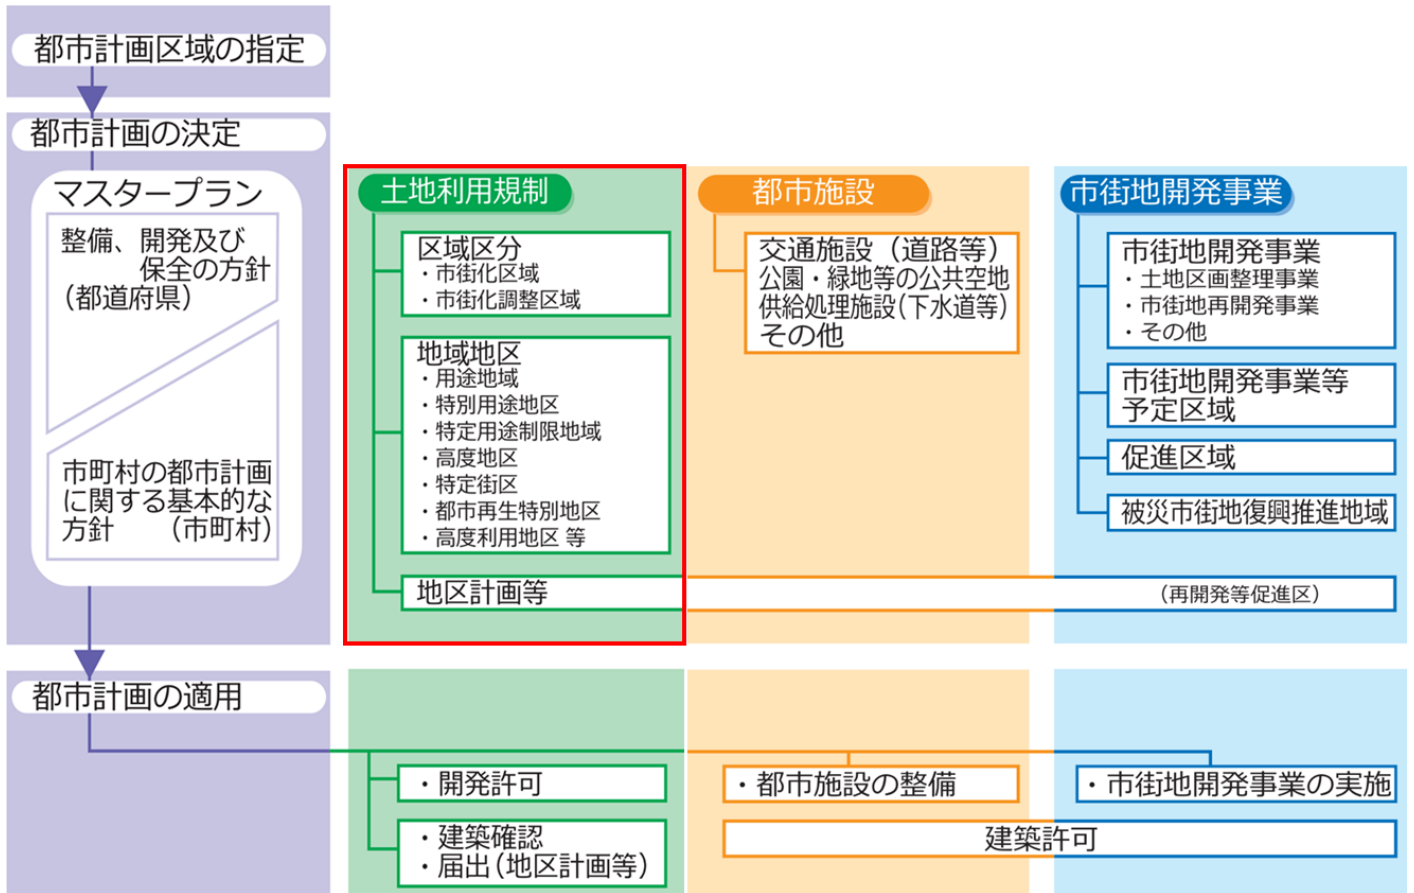 都市計画区域の指定
都市計画の決定
マスタープラン
整備、開発及び
保全の方針
(都道府県)
市町村の都市計画
に関する基本的な
方針 (市町村)
土地利用規制
区域区分
・市街化区域
・市街化調整区域
地域地区
・用途地域
・特別用途地区
・特定用途制限地域
・高度地区
・特定街区
・都市再生特別地区
・高度利用地区 等
地区計画等
都市施設
交通施設(道路等)
公園・緑地等の公共空地
供給処理施設(下水道等)
その他
市街地開発事業
市街地開発事業
・土地区画整理事業
・市街地再開発事業
・その他
市街地開発事業等
予定区域
促進区域
被災市街地復興推進地域
(再開発等促進区)
都市計画の適用
・開発許可
・建築確認
・届出(地区計画等)
・都市施設の整備
・市街地開発事業の実施
建築許可